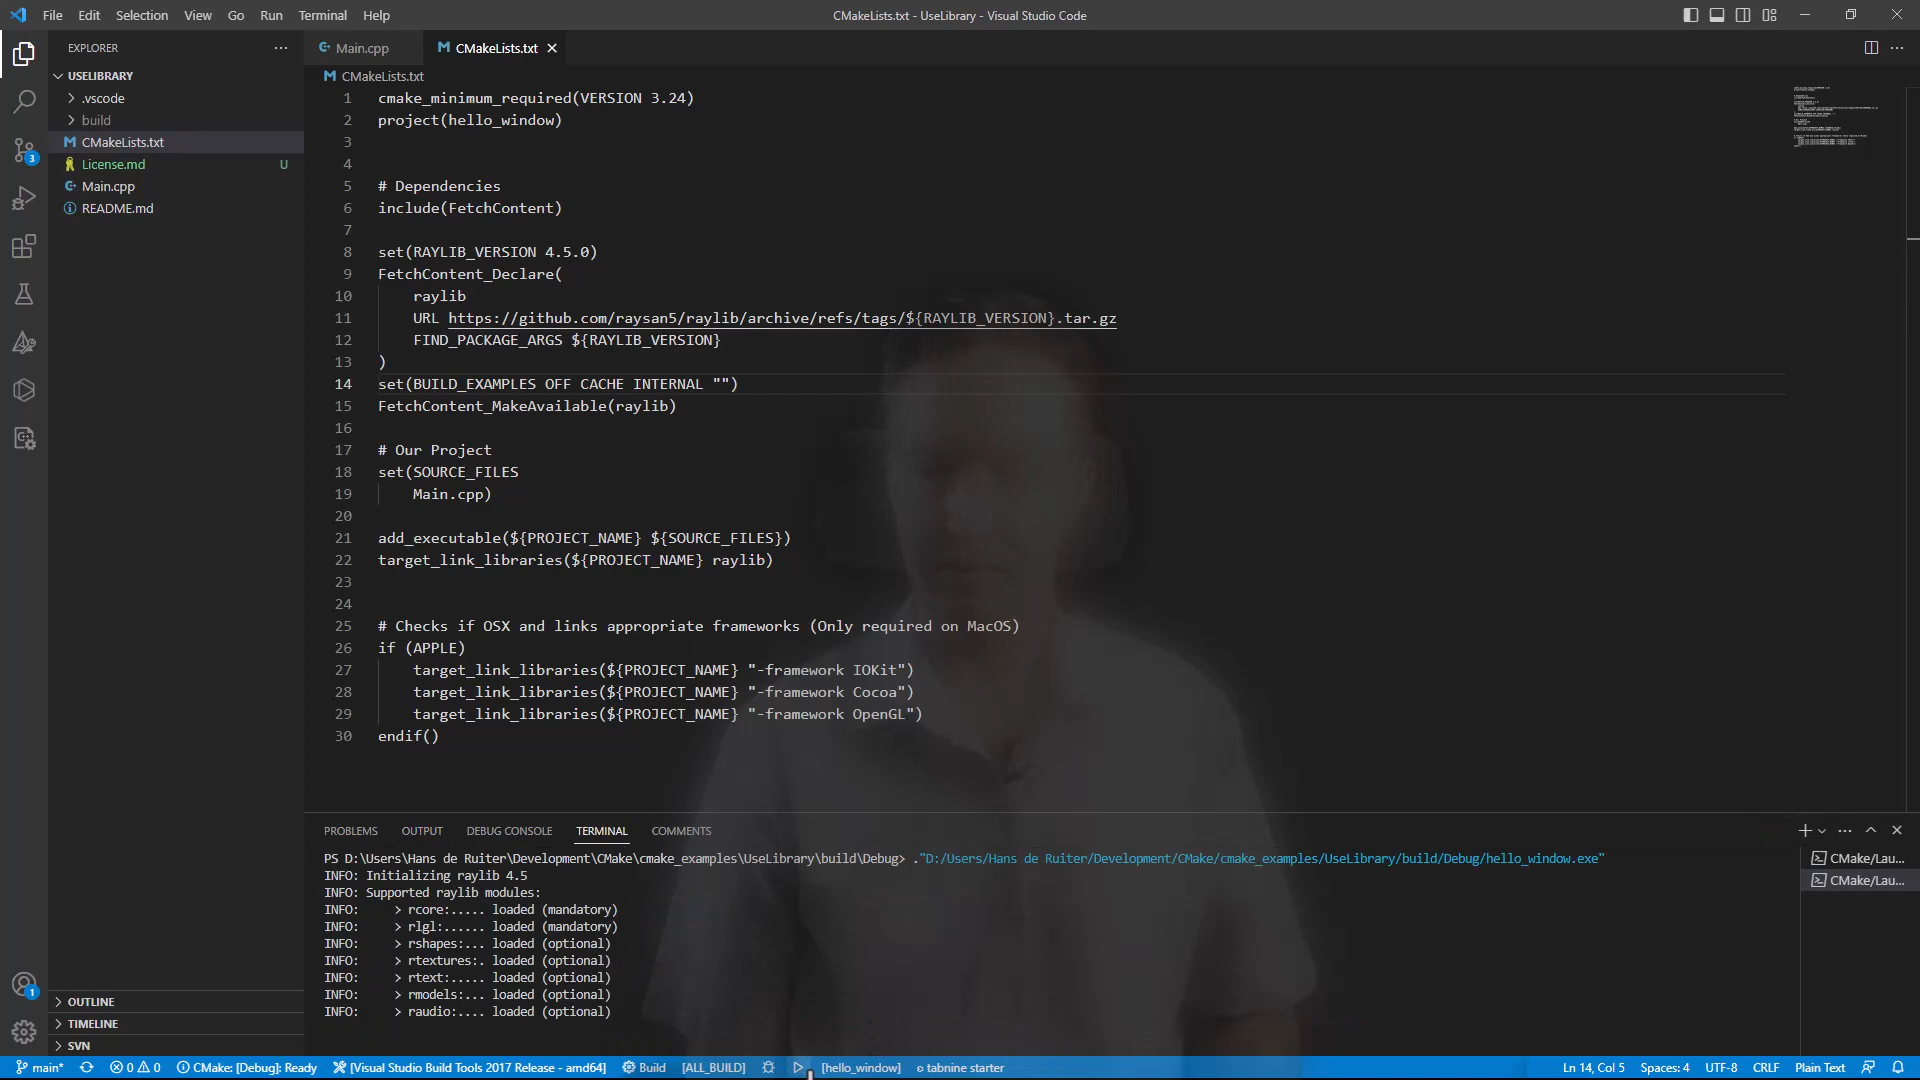 File Edit Selection View Go Run Terminal Help
CMakeLists.txt - UseLibrary - Visual Studio Code
EXPLORER
USELIBRARY
.vscode
build
CMakeLists.txt
License.md U
Main.cpp
README.md
OUTLINE
TIMELINE
SVN
3
1
Main.cpp
CMakeLists.txt
CMakeLists.txt
1 cmake_minimum_required(VERSION 3.24)
2 project(hello_window)
3
4
5 # Dependencies
6 include(FetchContent)
7
8 set(RAYLIB_VERSION 4.5.0)
9 FetchContent_Declare(
10 raylib
11 URL https://github.com/raysan5/raylib/archive/refs/tags/${RAYLIB_VERSION}.tar.gz
12 FIND_PACKAGE_ARGS ${RAYLIB_VERSION}
13 )
14 set(BUILD_EXAMPLES OFF CACHE INTERNAL "")
15 FetchContent_MakeAvailable(raylib)
16
17 # Our Project
18 set(SOURCE_FILES
19 Main.cpp)
20
21 add_executable(${PROJECT_NAME} ${SOURCE_FILES})
22 target_link_libraries(${PROJECT_NAME} raylib)
23
24
25 # Checks if OSX and links appropriate frameworks (Only required on MacOS)
26 if (APPLE)
27 target_link_libraries(${PROJECT_NAME} "-framework IOKit")
28 target_link_libraries(${PROJECT_NAME} "-framework Cocoa")
29 target_link_libraries(${PROJECT_NAME} "-framework OpenGL")
30 endif()
PROBLEMS OUTPUT DEBUG CONSOLE TERMINAL COMMENTS
PS D:\Users\Hans de Ruiter\Development\CMake\cmake_examples\UseLibrary\build\Debug> ."D:/Users/Hans de Ruiter/Development/CMake/cmake_examples/UseLibrary/build/Debug/hello_window.exe"
INFO: Initializing raylib 4.5
INFO: Supported raylib modules:
INFO:     > rcore:..... loaded (mandatory)
INFO:     > rlgl:...... loaded (mandatory)
INFO:     > rshapes:... loaded (optional)
INFO:     > rtextures:. loaded (optional)
INFO:     > rtext:..... loaded (optional)
INFO:     > rmodels:... loaded (optional)
INFO:     > raudio:.... loaded (optional)
CMake/Lau...
CMake/Lau...
main* 0 0 CMake: [Debug]: Ready [Visual Studio Build Tools 2017 Release - amd64] Build [ALL_BUILD] [hello_window] tabnine starter Ln 14, Col 5 Spaces: 4 UTF-8 CRLF Plain Text